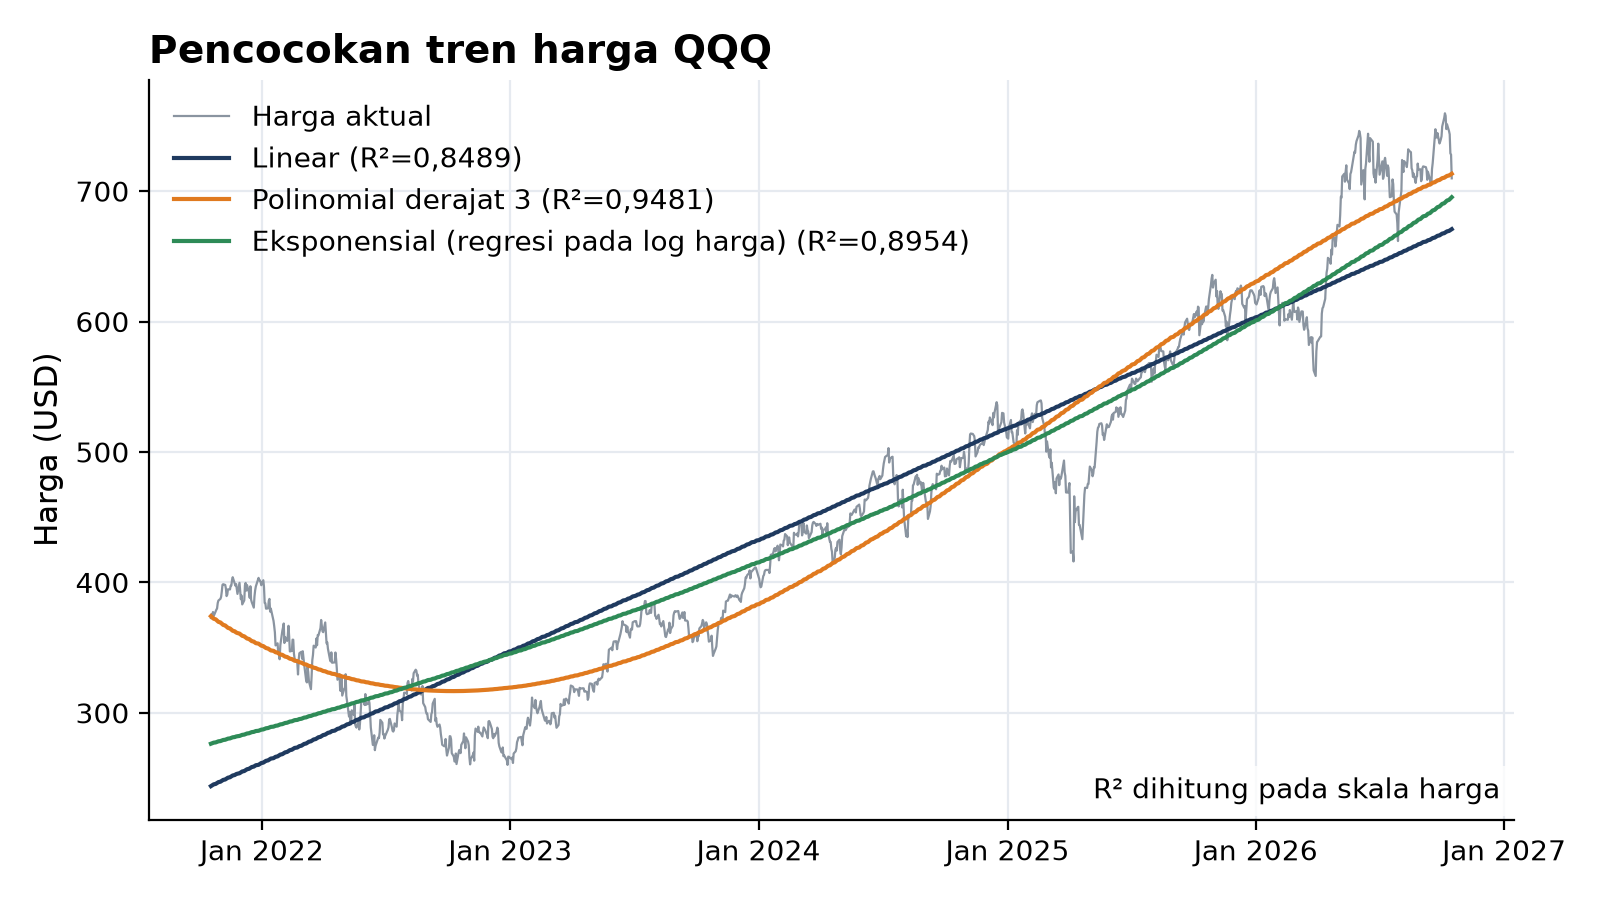 Pencocokan tren harga QQQ
Harga aktual
Linear (R²=0,8489)
Polinomial derajat 3 (R²=0,9481)
Eksponensial (regresi pada log harga) (R²=0,8954)
Harga (USD)
700
600
500
400
300
R² dihitung pada skala harga
Jan 2022
Jan 2023
Jan 2024
Jan 2025
Jan 2026
Jan 2027